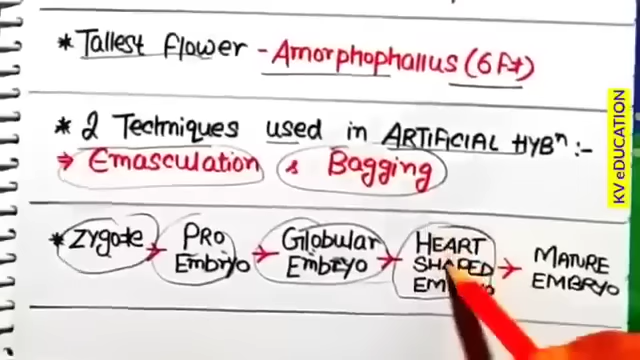 * Tallest flower - Amorphophallus (6 Ft)
* 2 Techniques used in ARTIFICIAL HYBⁿ :-
→ Emasculation & Bagging
* Zygote → PRO Embryo → Globular Embryo → HEART SHAPED EMBRYO → MATURE EMBRYO
KV eDUCATION